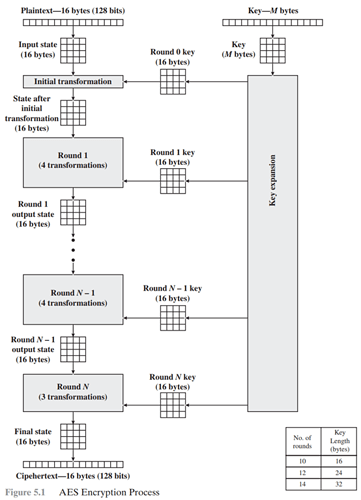 Plaintext—16 bytes (128 bits)
Key—M bytes
Input state
(16 bytes)
Round 0 key
(16 bytes)
Key
(M bytes)
Initial transformation
State after
initial
transformation
(16 bytes)
Round 1
(4 transformations)
Round 1 key
(16 bytes)
Key expansion
Round 1
output state
(16 bytes)
Round N – 1
(4 transformations)
Round N – 1 key
(16 bytes)
Round N – 1
output state
(16 bytes)
Round N
(3 transformations)
Round N key
(16 bytes)
Final state
(16 bytes)
No. of
rounds
Key
Length
(bytes)
10 16
12 24
14 32
Cipehertext—16 bytes (128 bits)
Figure 5.1 AES Encryption Process